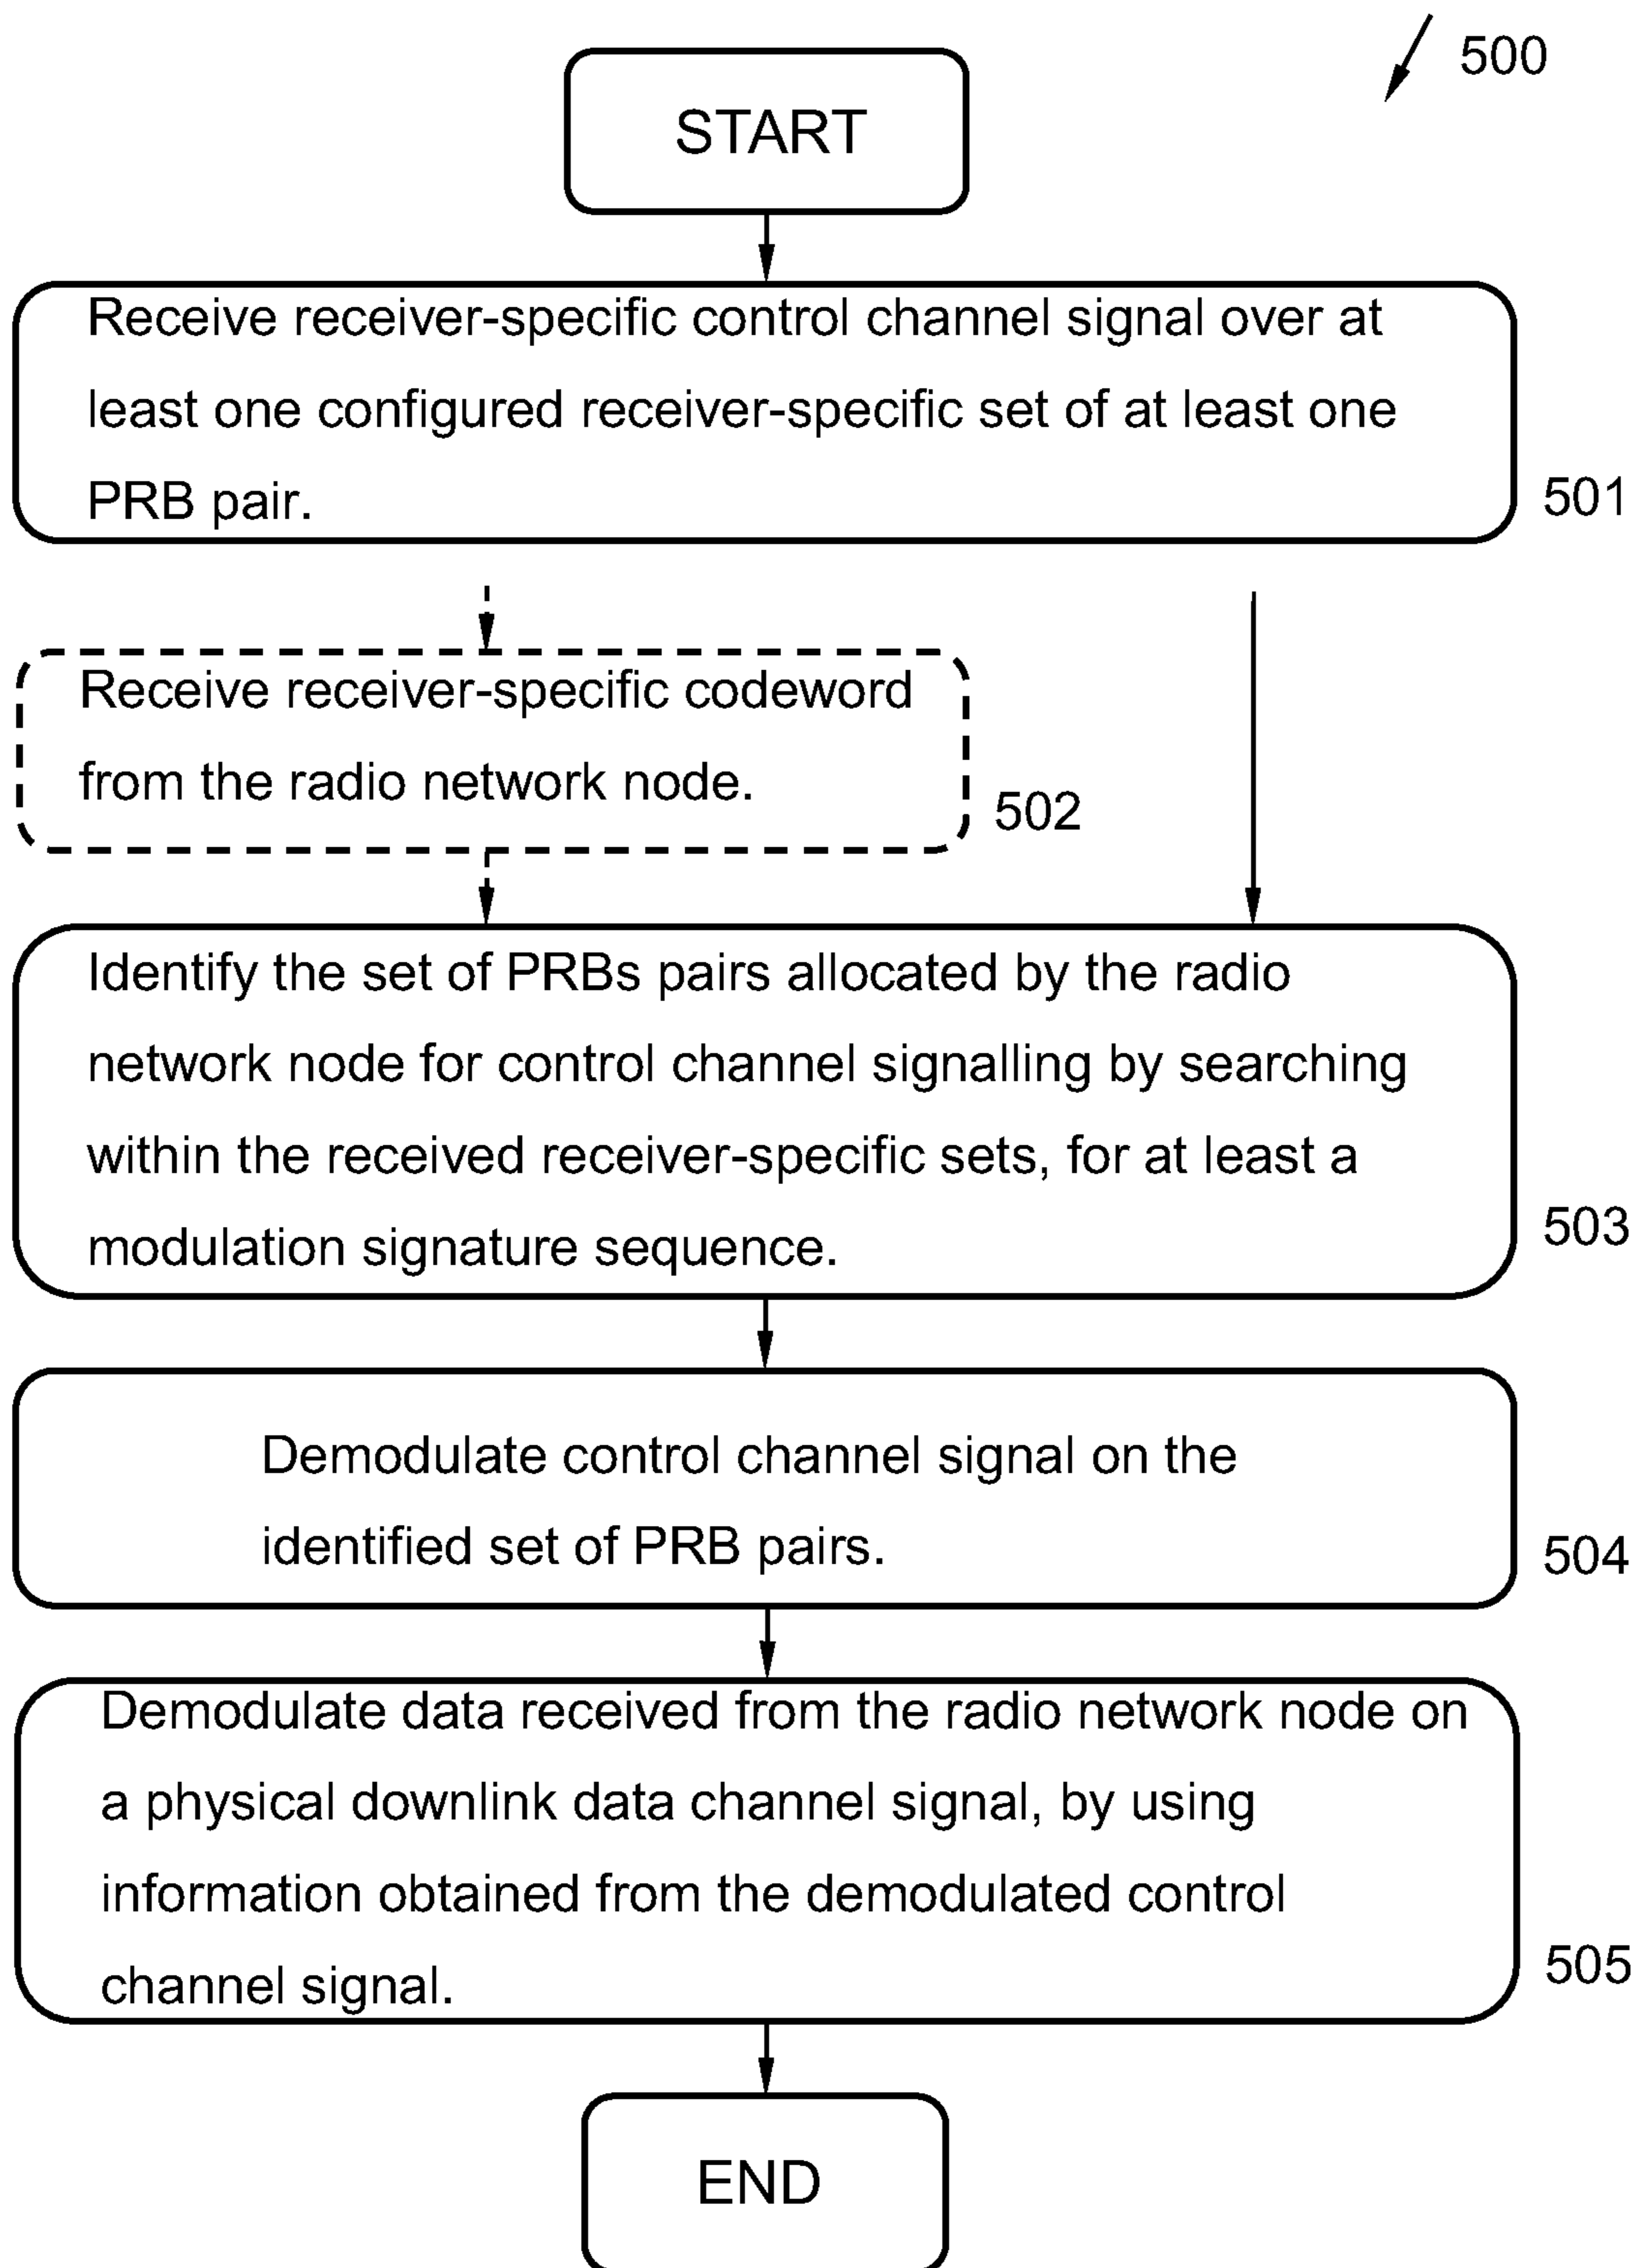 500
START
Receive receiver-specific control channel signal over at
least one configured receiver-specific set of at least one
PRB pair.
501
Receive receiver-specific codeword
from the radio network node.
502
Identify the set of PRBs pairs allocated by the radio
network node for control channel signalling by searching
within the received receiver-specific sets, for at least a
modulation signature sequence.
503
Demodulate control channel signal on the
identified set of PRB pairs.
504
Demodulate data received from the radio network node on
a physical downlink data channel signal, by using
information obtained from the demodulated control
channel signal.
505
END